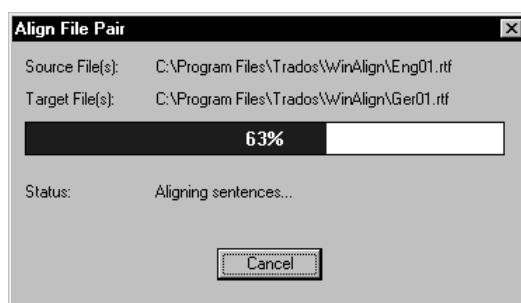 Align File Pair
Source File(s): C:\Program Files\Trados\WinAlign\Eng01.rtf
Target File(s): C:\Program Files\Trados\WinAlign\Ger01.rtf
63%
Status: Aligning sentences...
Cancel